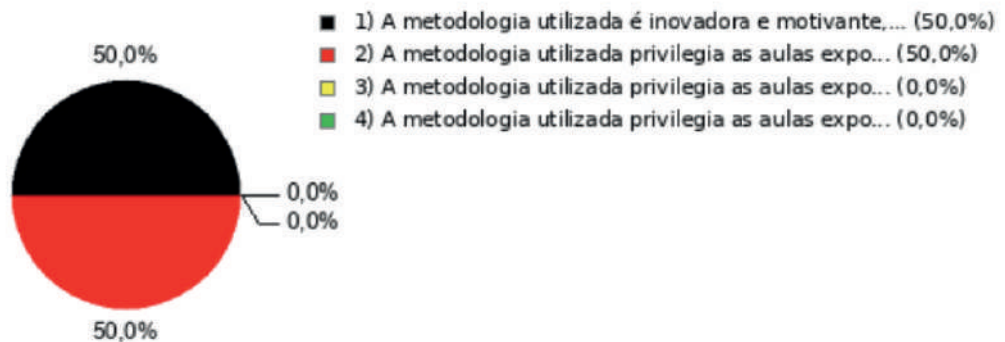 50,0%
1) A metodologia utilizada é inovadora e motivante,... (50,0%)
2) A metodologia utilizada privilegia as aulas expo... (50,0%)
3) A metodologia utilizada privilegia as aulas expo... (0,0%)
4) A metodologia utilizada privilegia as aulas expo... (0,0%)
0,0%
0,0%
50,0%